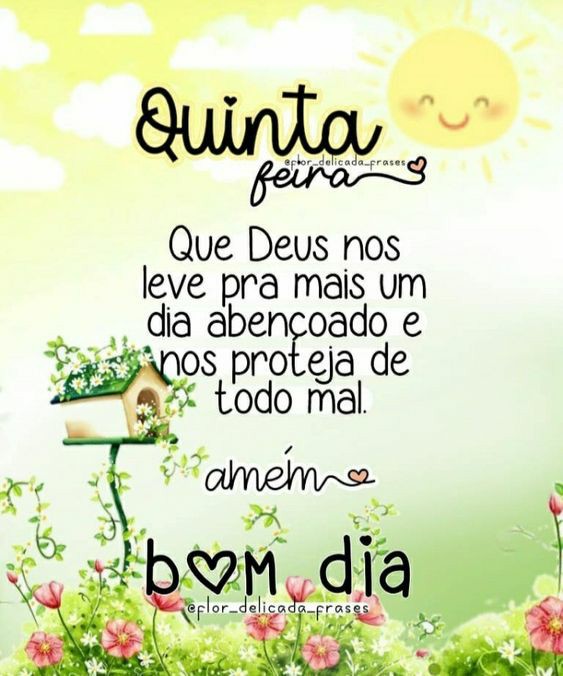 Quinta
@flor_delicada_frases
feira
Que Deus nos
leve pra mais um
dia abençoado e
nos proteja de
todo mal.
amém
bom dia
@flor_delicada_frases